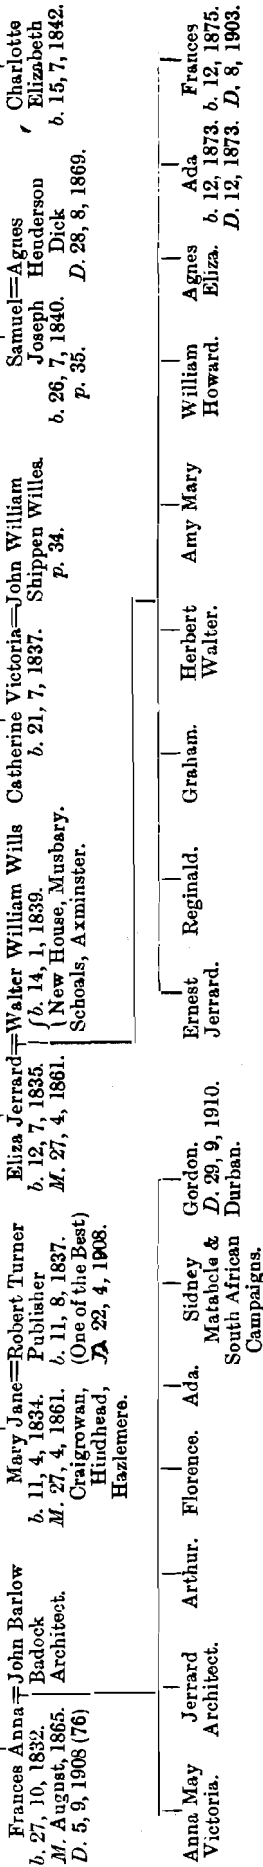 Frances Anna=John Barlow
b. 27, 10, 1832. Badock
M. August, 1865. Architect.
D. 5, 9, 1908 (76)
Mary Jane=Robert Turner
b. 11, 4, 1834. Publisher
M. 27, 4, 1861. b. 11, 8, 1837.
Craigrowan, (One of the Best)
Hindhead, D. 22, 4, 1908.
Hazlemere.
Eliza Jerrard=Walter William Wills
b. 12, 7, 1835. { b. 14, 1, 1839.
M. 27, 4, 1861. { New House, Musbary.
Schoals, Axminster.
Catherine Victoria=John William
b. 21, 7, 1837. Shippen Willes.
p. 34.
Samuel=Agnes
Joseph Henderson
b. 26, 7, 1840. Dick
p. 35. D. 28, 8, 1869.
Charlotte
Elizabeth
b. 15, 7, 1842.
Anna May
Victoria.
Jerrard
Architect.
Arthur.
Florence.
Ada.
Sidney
Matabele &
South African
Campaigns.
Gordon.
D. 29, 9, 1910.
Durban.
Ernest
Jerrard.
Reginald.
Graham.
Herbert
Walter.
Amy Mary
William
Howard.
Agnes
Eliza.
Ada
b. 12, 1873.
D. 12, 1873.
Frances
b. 12, 1875.
D. 8, 1903.